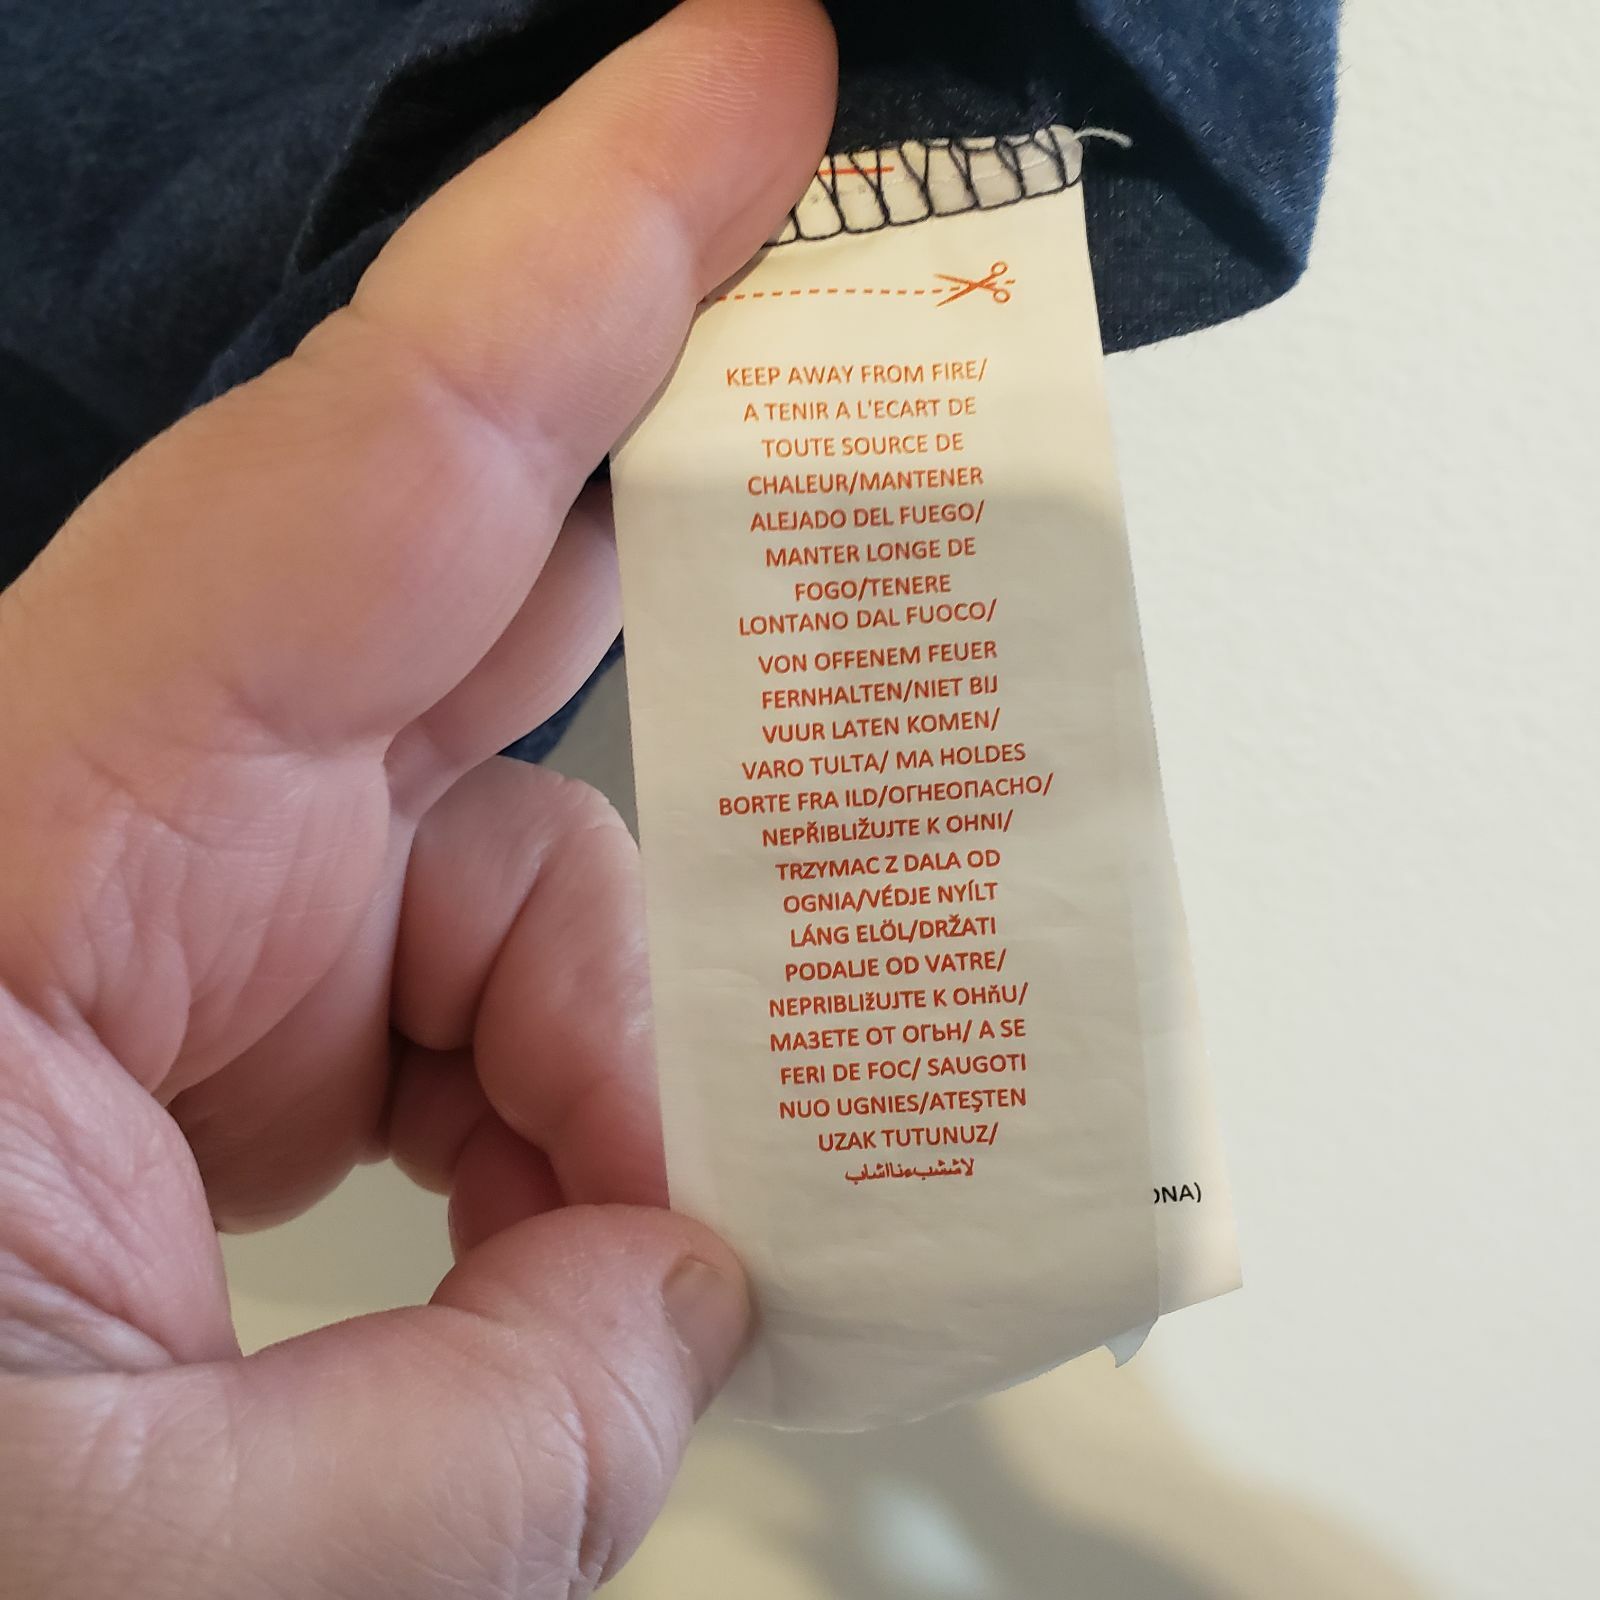 KEEP AWAY FROM FIRE/
A TENIR A L'ECART DE
TOUTE SOURCE DE
CHALEUR/MANTENER
ALEJADO DEL FUEGO/
MANTER LONGE DE
FOGO/TENERE
LONTANO DAL FUOCO/
VON OFFENEM FEUER
FERNHALTEN/NIET BIJ
VUUR LATEN KOMEN/
VARO TULTA/ MA HOLDES
BORTE FRA ILD/ОГНЕОПАСНО/
NEPŘIBLIŽUJTE K OHNI/
TRZYMAC Z DALA OD
OGNIA/VÉDJE NYÍLT
LÁNG ELÖL/DRŽATI
PODALJE OD VATRE/
NEPRIBLIžUJTE K OHňU/
МАЗЕТЕ ОТ ОГЬН/ A SE
FERI DE FOC/ SAUGOTI
NUO UGNIES/ATEŞTEN
UZAK TUTUNUZ/
ONA)